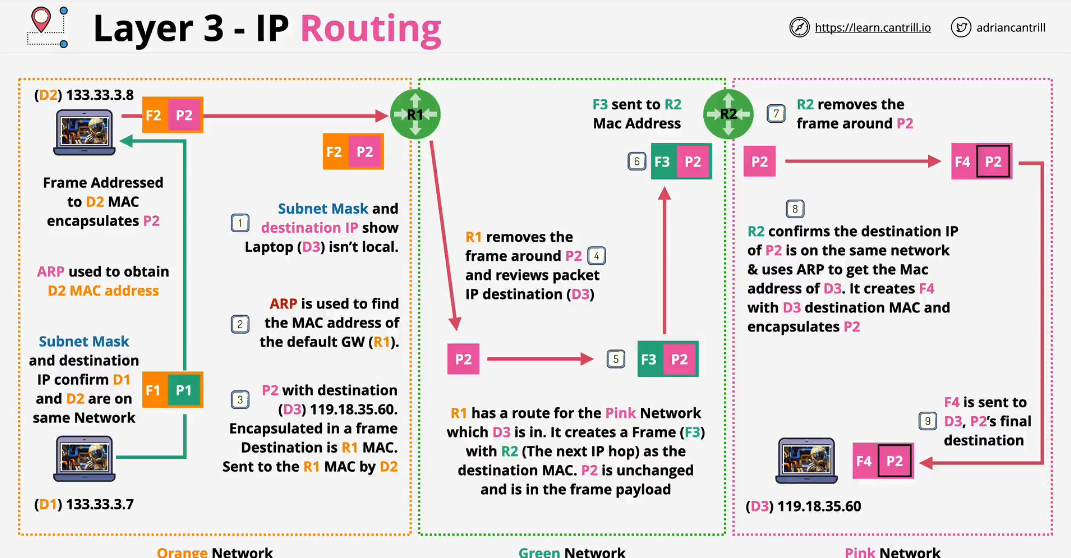 Layer 3 - IP Routing
https://learn.cantrill.io
adriancantrill
(D2) 133.33.3.8
F2 P2
Frame Addressed
to D2 MAC
encapsulates P2
ARP used to obtain
D2 MAC address
Subnet Mask
and destination
IP confirm D1
and D2 are on
same Network
F1 P1
(D1) 133.33.3.7
R1
F2 P2
1
Subnet Mask and
destination IP show
Laptop (D3) isn't local.
2
ARP is used to find
the MAC address of
the default GW (R1).
3
P2 with destination
(D3) 119.18.35.60.
Encapsulated in a frame
Destination is R1 MAC.
Sent to the R1 MAC by D2
Orange Network
R1 removes the
frame around P2 4
and reviews packet
IP destination (D3)
P2
5
F3 P2
R1 has a route for the Pink Network
which D3 is in. It creates a Frame (F3)
with R2 (The next IP hop) as the
destination MAC. P2 is unchanged
and is in the frame payload
F3 sent to R2
Mac Address
6
F3 P2
R2
Green Network
7
R2 removes the
frame around P2
P2
F4 P2
8
R2 confirms the destination IP
of P2 is on the same network
& uses ARP to get the Mac
address of D3. It creates F4
with D3 destination MAC and
encapsulates P2
9
F4 is sent to
D3, P2's final
destination
F4 P2
(D3) 119.18.35.60
Pink Network